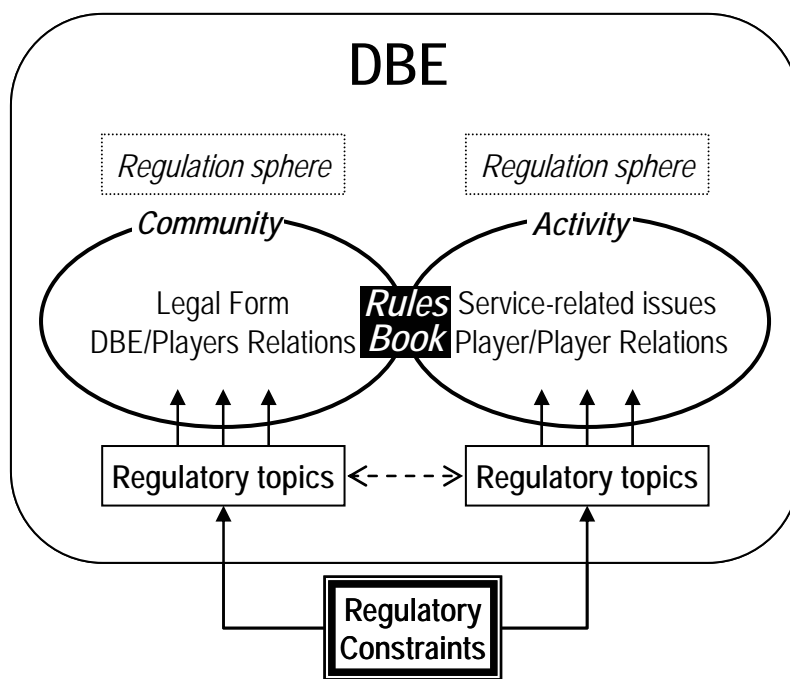 DBE
Regulation sphere
Regulation sphere
Community
Activity
Legal Form
DBE/Players Relations
Rules
Book
Service-related issues
Player/Player Relations
Regulatory topics
Regulatory topics
Regulatory
Constraints